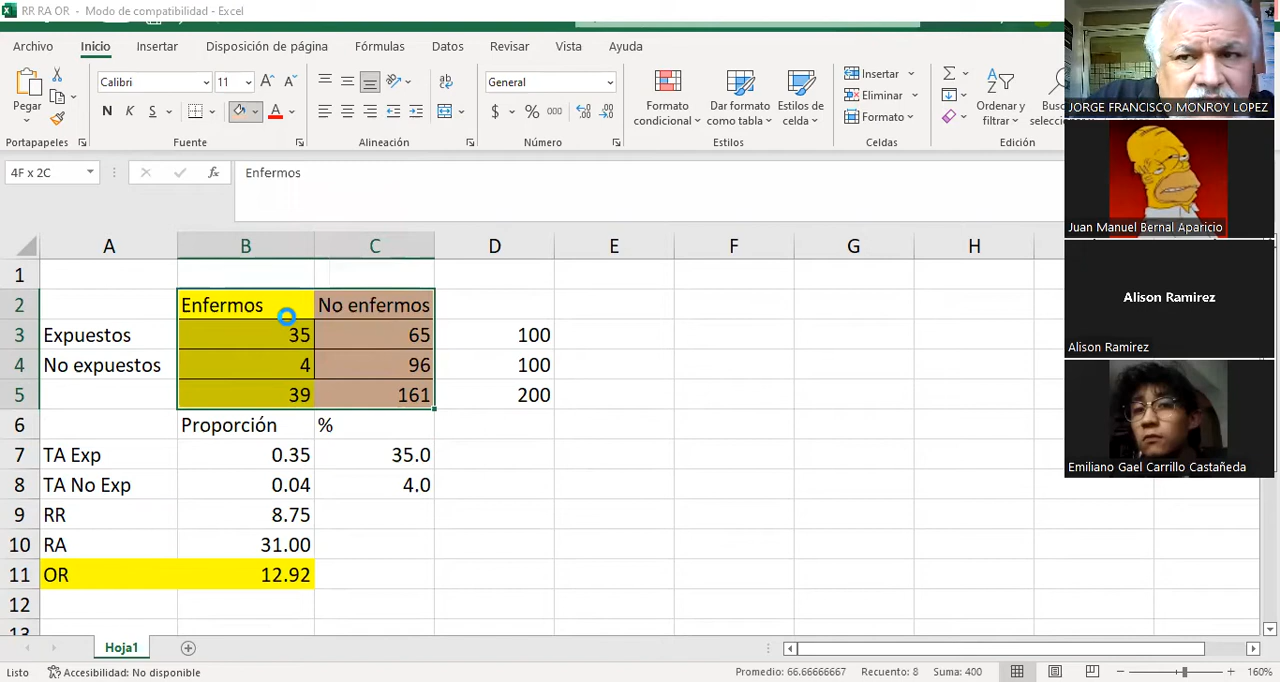 RR RA OR - Modo de compatibilidad - Excel
Archivo Inicio Insertar Disposición de página Fórmulas Datos Revisar Vista Ayuda
Pegar
Calibri 11
N K S
General
$ % 000
Formato condicional
Dar formato como tabla
Estilos de celda
Insertar
Eliminar
Formato
Ordenar y filtrar
Portapapeles Fuente Alineación Número Estilos Celdas Edición
4F x 2C fx Enfermos
A B C D E F G H
1
2 Enfermos No enfermos
3 Expuestos 35 65 100
4 No expuestos 4 96 100
5 39 161 200
6 Proporción %
7 TA Exp 0.35 35.0
8 TA No Exp 0.04 4.0
9 RR 8.75
10 RA 31.00
11 OR 12.92
12
13
Hoja1
Listo Accesibilidad: No disponible Promedio: 66.66666667 Recuento: 8 Suma: 400 160%
JORGE FRANCISCO MONROY LOPEZ
Juan Manuel Bernal Aparicio
Alison Ramirez
Alison Ramirez
Emiliano Gael Carrillo Castañeda